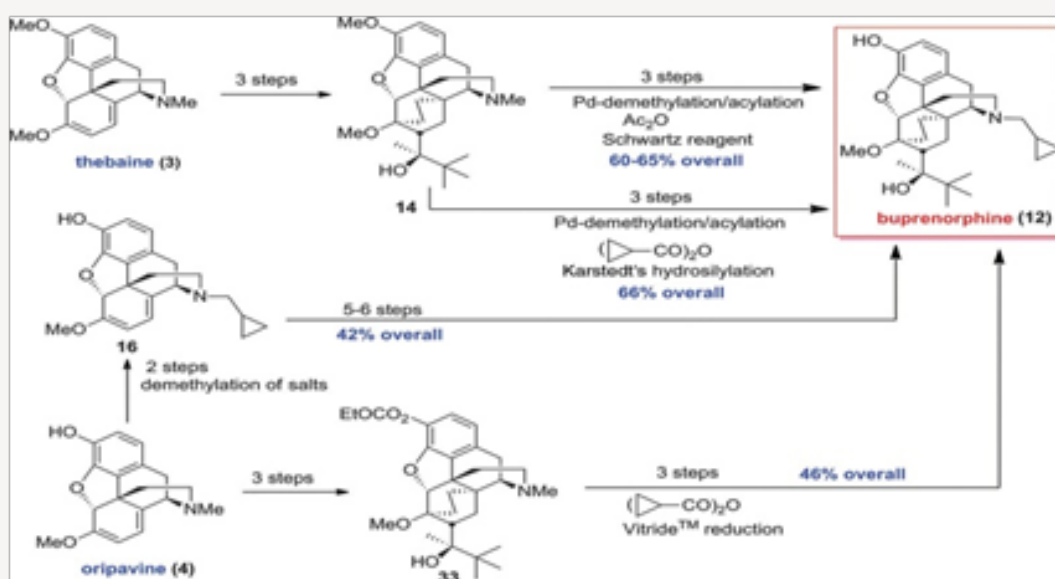 MeO
O
NMe
MeO
thebaine (3)
3 steps
MeO
O
NMe
MeO
HO
14
3 steps
Pd-demethylation/acylation
Ac2O
Schwartz reagent
60-65% overall
3 steps
Pd-demethylation/acylation
( CO)2O
Karstedt's hydrosilylation
66% overall
HO
O
N
MeO
HO
buprenorphine (12)
HO
O
N
MeO
16
5-6 steps
42% overall
2 steps
demethylation of salts
HO
O
NMe
MeO
oripavine (4)
3 steps
EtOCO2
O
NMe
MeO
HO
33
3 steps
46% overall
( CO)2O
Vitride™ reduction